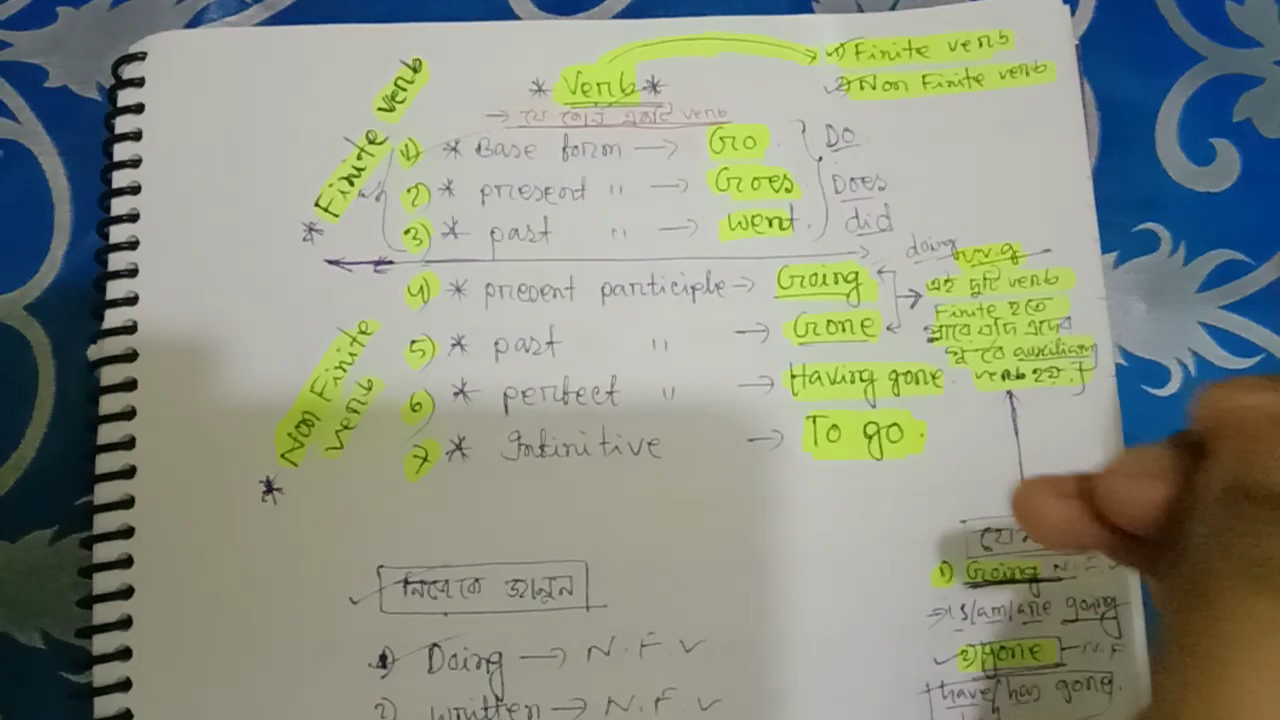 * Verb *
১) Finite verb
২) Non Finite verb
→ যে কোন একটি verb
* Finite verb
1) * Base form → Go
2) * present " → Goes
3) * past " → went.
Do
Does
did
* Non Finite verb
4) * present participle → Going
5) * past " → Gone
6) * perfect " → Having gone.
7) * Infinitive → To go.
doing
এই দুটি verb
Finite হতে
পারে যদি এদের
পূর্বে auxiliary
verb হয়.
নিজেকে জানুন
1) Doing → N.F.V
2) written → N.F.V
1) Going N.F.V
→ is/am/are going
2) gone - N.F
have/has gone.